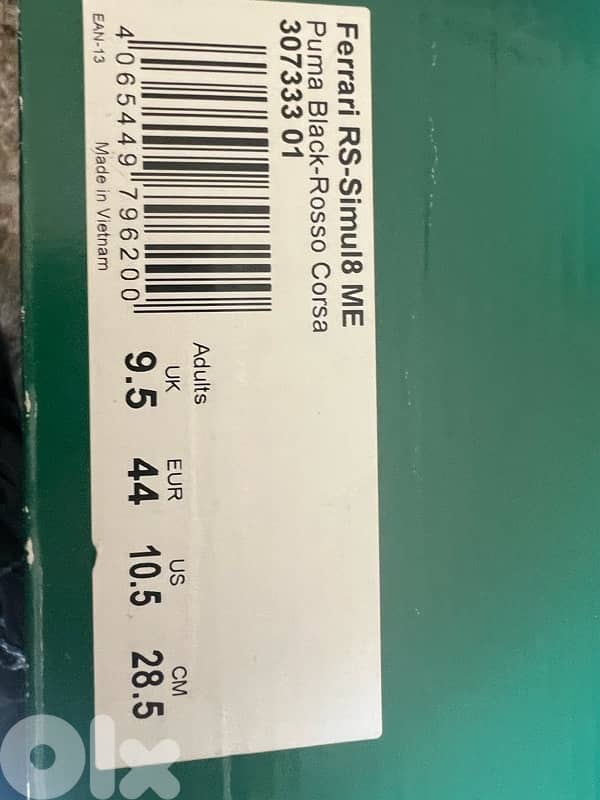 Ferrari RS-Simul8 ME
Puma Black-Rosso Corsa
307333 01
4 065449 796200
EAN-13
Made in Vietnam
Adults
UK EUR US CM
9.5 44 10.5 28.5
olx